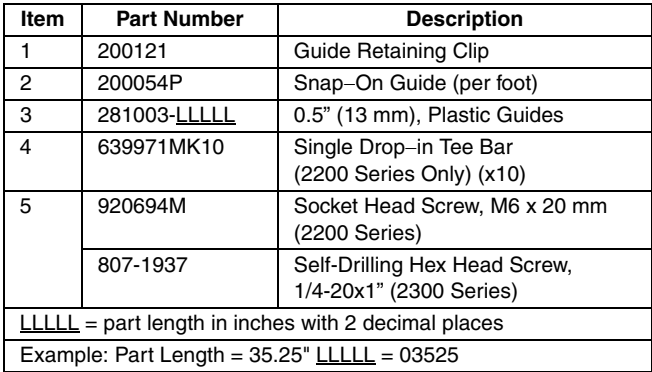 Item Part Number Description
1 200121 Guide Retaining Clip
2 200054P Snap–On Guide (per foot)
3 281003-LLLLL 0.5” (13 mm), Plastic Guides
4 639971MK10 Single Drop–in Tee Bar
(2200 Series Only) (x10)
5 920694M Socket Head Screw, M6 x 20 mm
(2200 Series)
807-1937 Self-Drilling Hex Head Screw,
1/4-20x1” (2300 Series)
LLLLL = part length in inches with 2 decimal places
Example: Part Length = 35.25" LLLLL = 03525